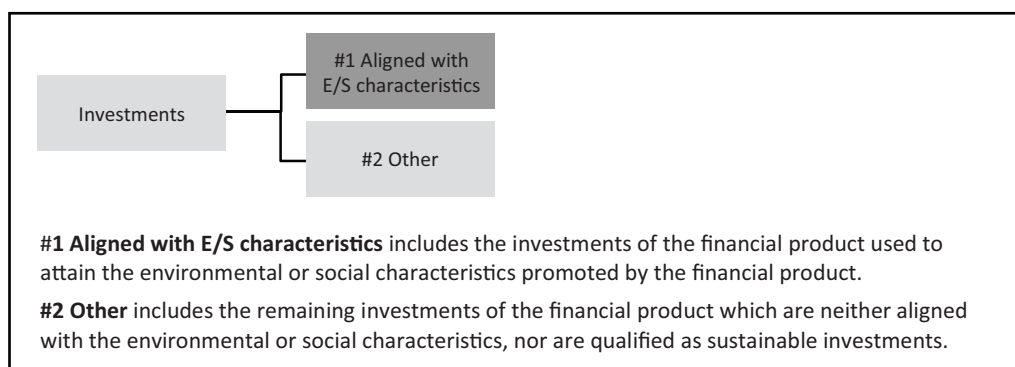 #1 Aligned with
E/S characteristics
Investments
#2 Other
#1 Aligned with E/S characteristics includes the investments of the financial product used to
attain the environmental or social characteristics promoted by the financial product.
#2 Other includes the remaining investments of the financial product which are neither aligned
with the environmental or social characteristics, nor are qualified as sustainable investments.